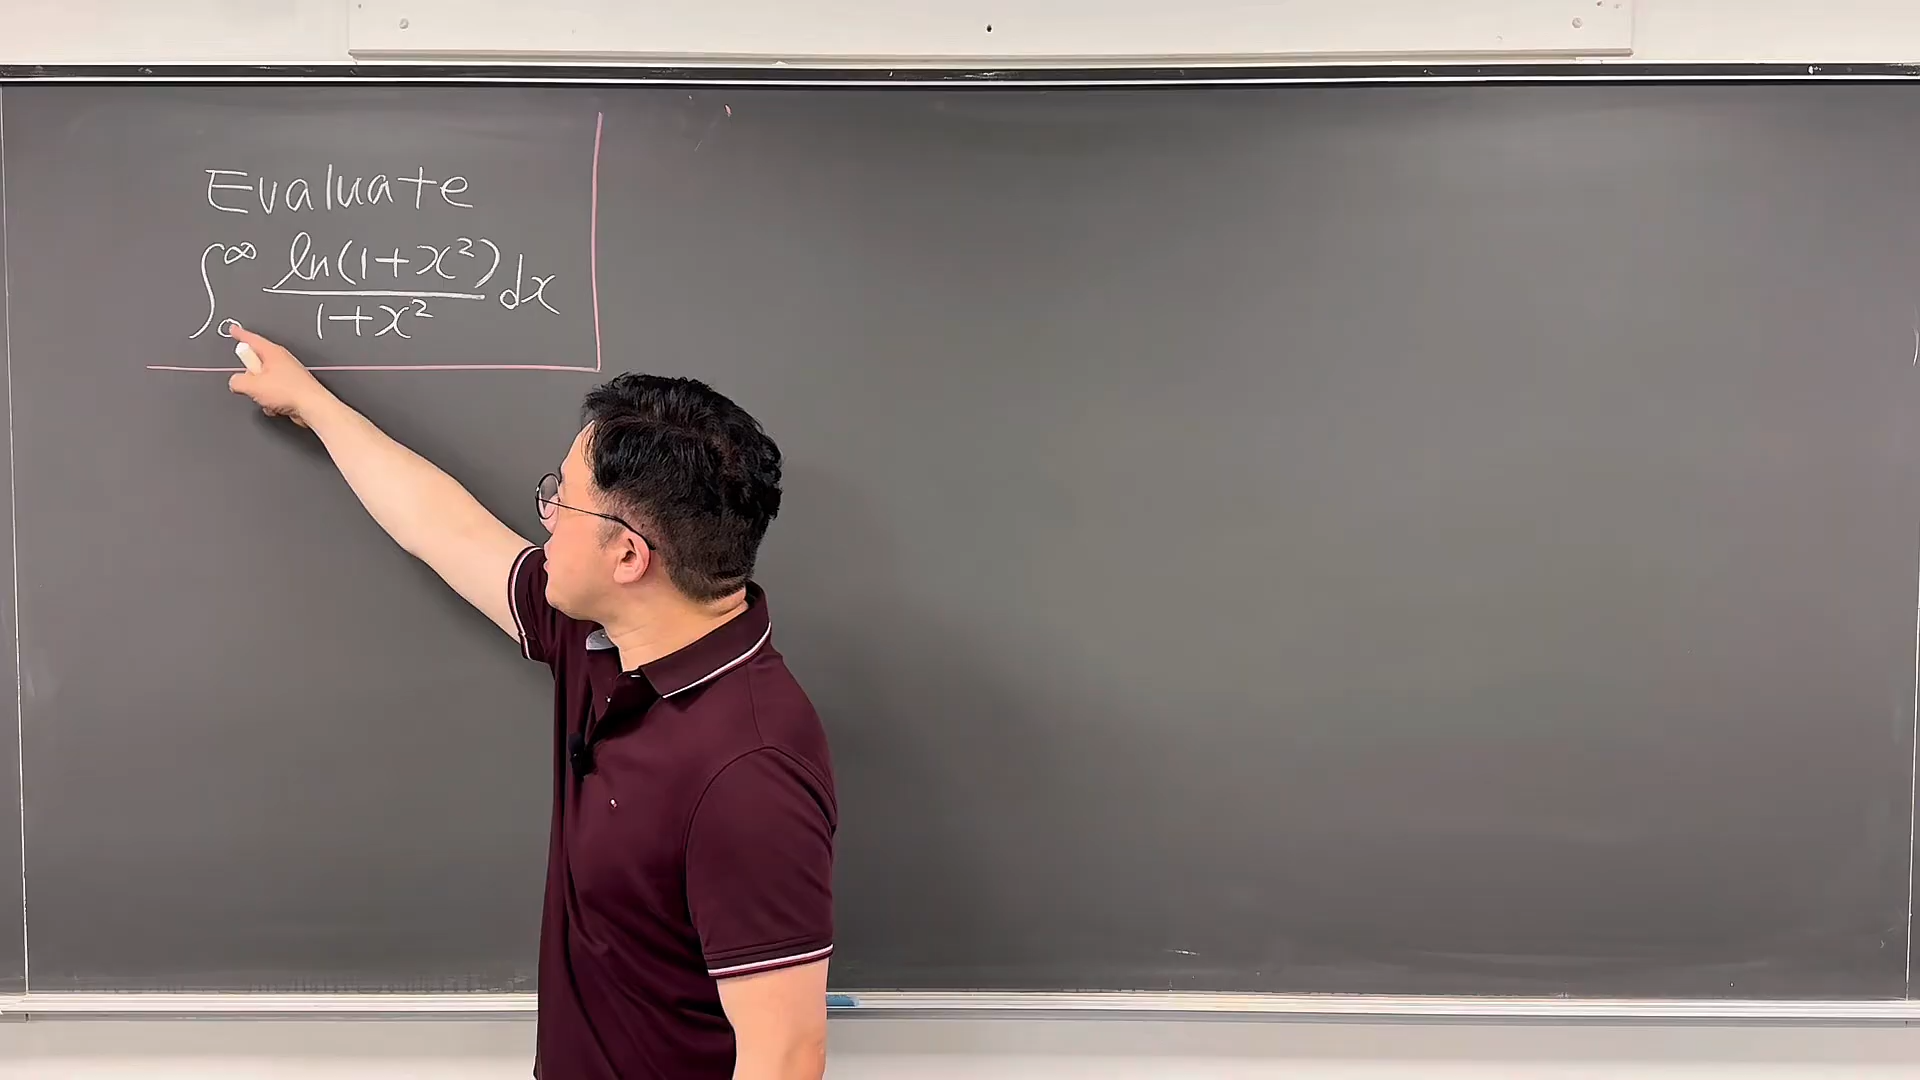 Evaluate
∫₀^∞ ln(1+x²)/(1+x²) dx